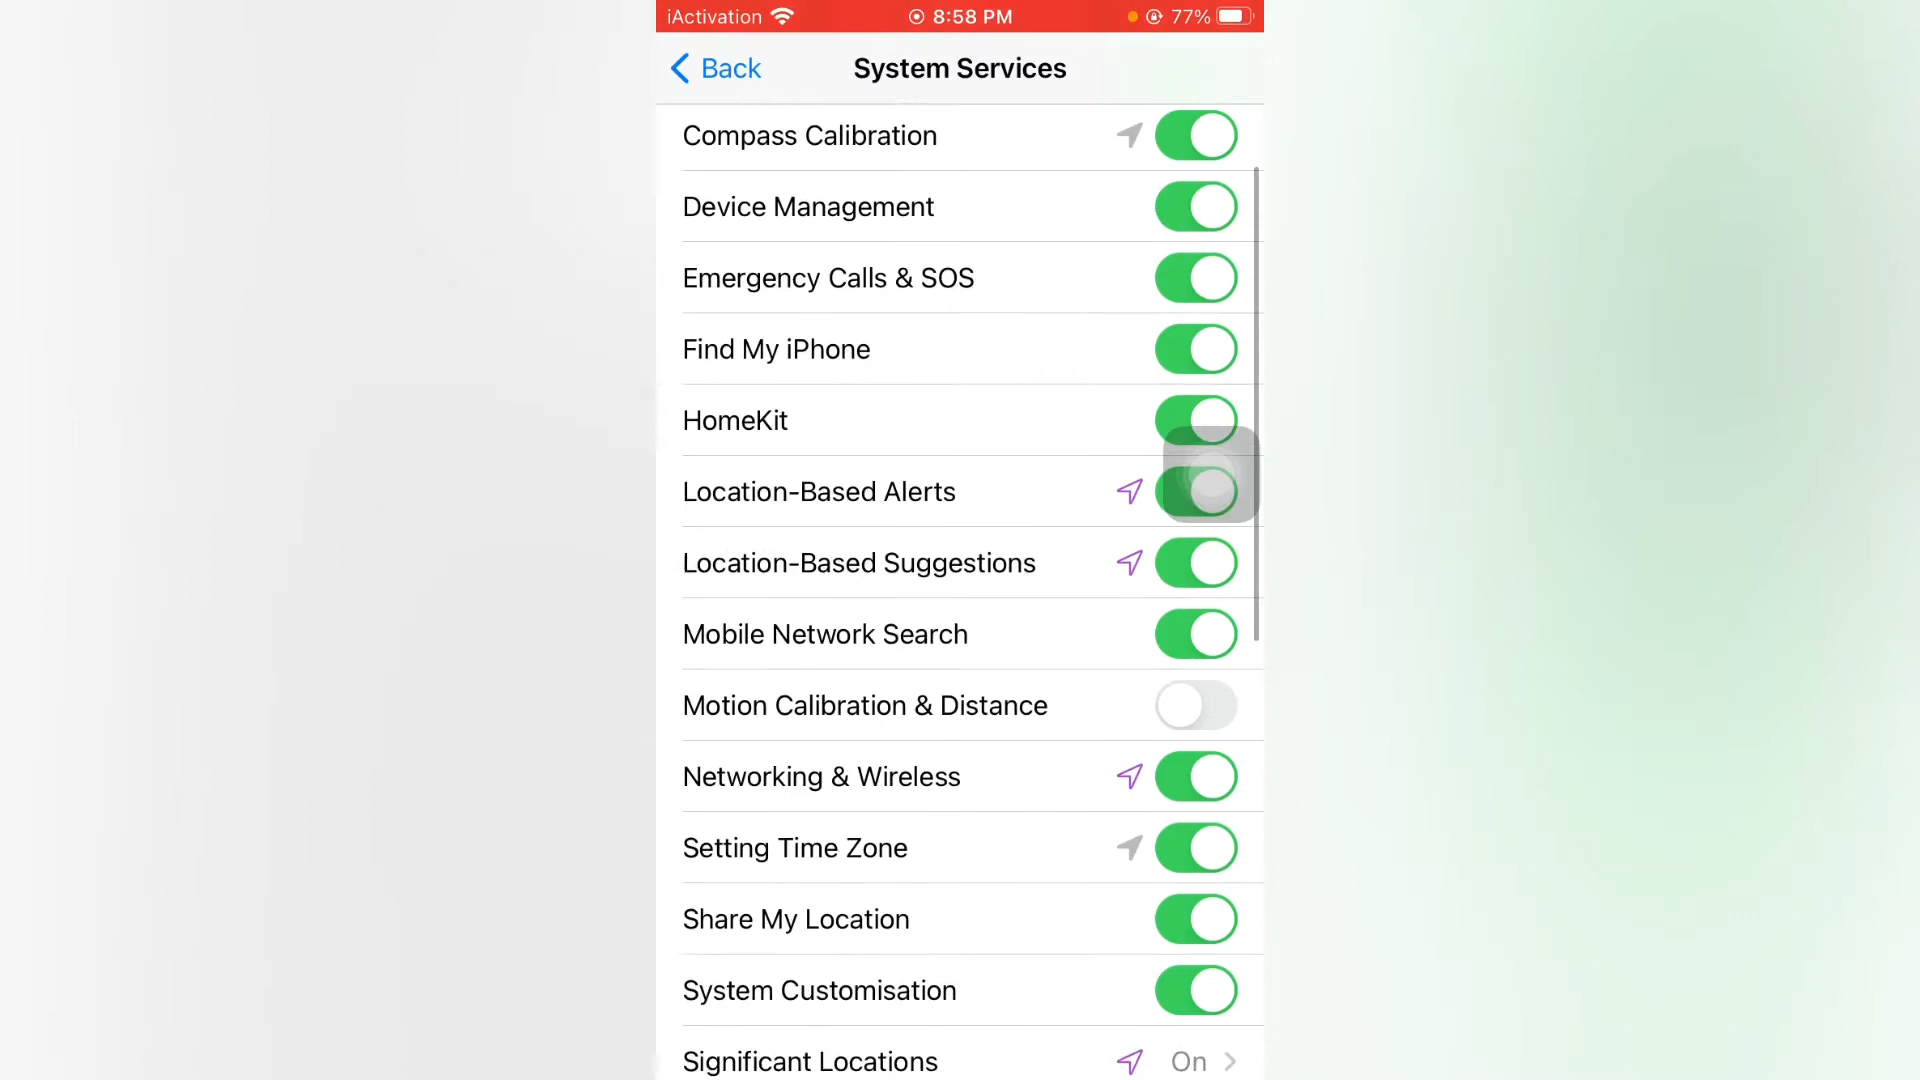 iActivation 8:58 PM 77%
Back System Services
Compass Calibration
Device Management
Emergency Calls & SOS
Find My iPhone
HomeKit
Location-Based Alerts
Location-Based Suggestions
Mobile Network Search
Motion Calibration & Distance
Networking & Wireless
Setting Time Zone
Share My Location
System Customisation
Significant Locations On